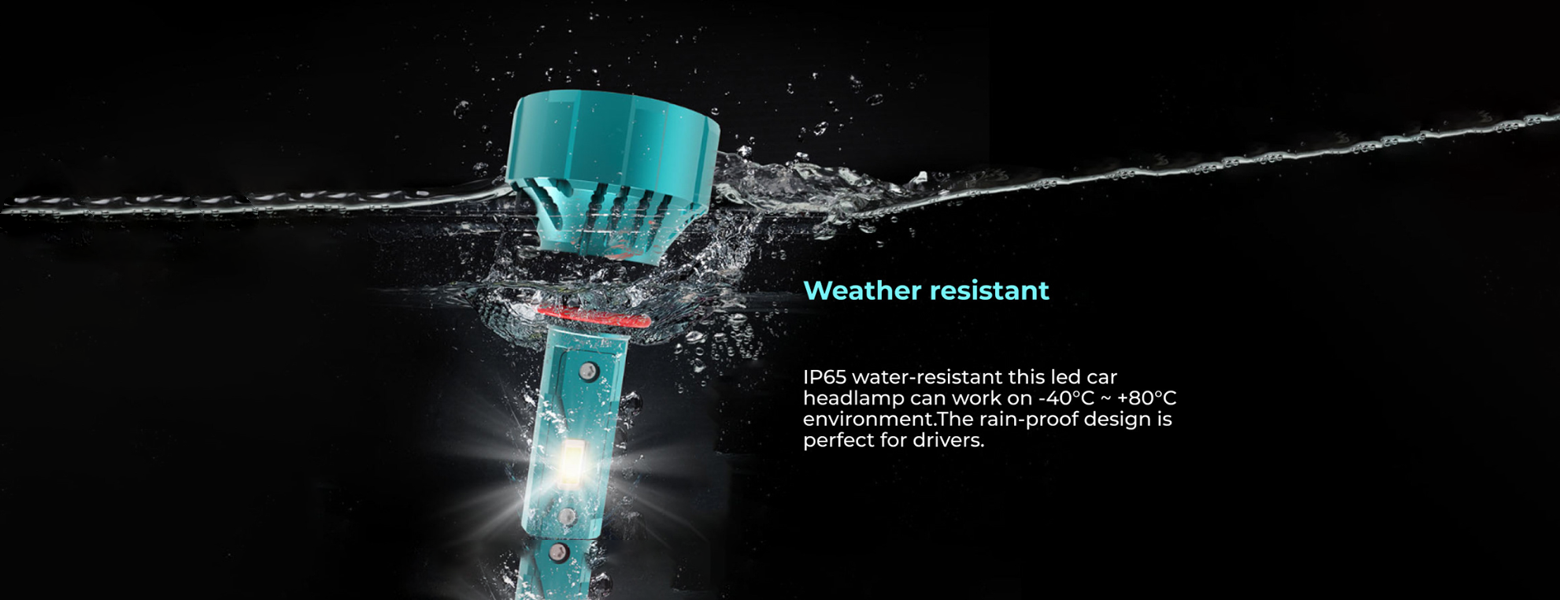 Weather resistant
IP65 water-resistant this led car
headlamp can work on -40°C ~ +80°C
environment.The rain-proof design is
perfect for drivers.